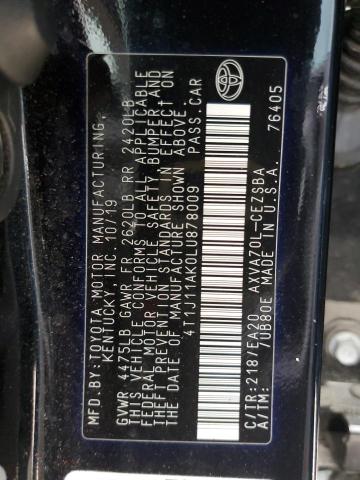 MFD.BY:TOYOTA MOTOR MANUFACTURING
KENTUCKY, INC. 10/19
GVWR 4475LB GAWR FR 2620LB RR 2420LB
THIS VEHICLE CONFORMS TO ALL APPLICABLE
FEDERAL MOTOR VEHICLE SAFETY, BUMPER, AND
THEFT PREVENTION STANDARDS IN EFFECT ON
THE DATE OF MANUFACTURE SHOWN ABOVE.
4T1J11AK0LU878009 PASS.CAR
C/TR:218/EA20 AXVA70L-CEZSBA
A/TM: /UB80E MADE IN U.S.A.
76405